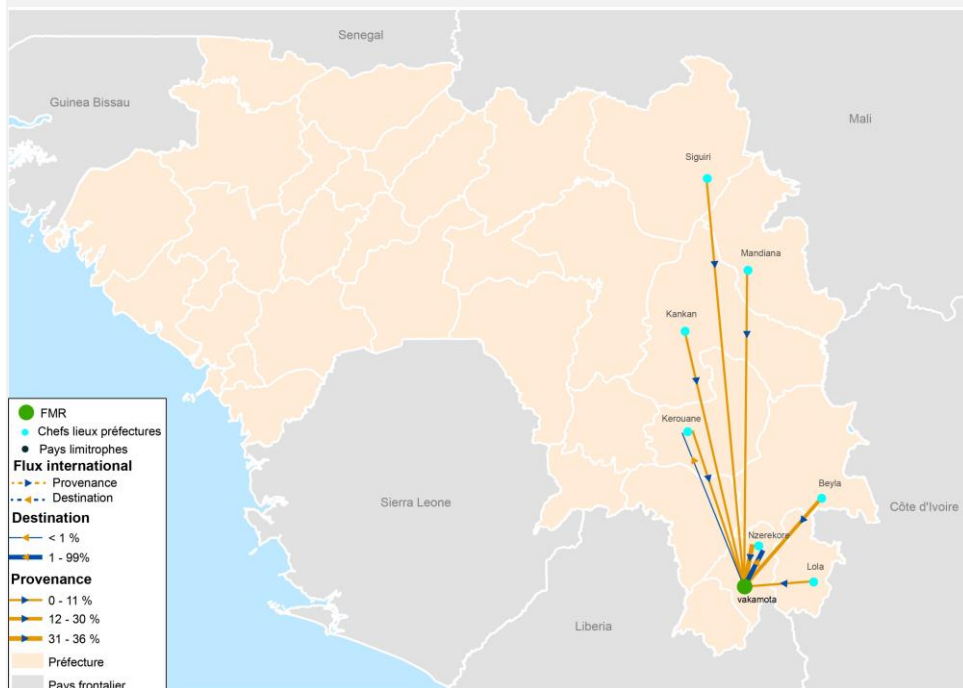 Senegal
Guinea Bissau
Mali
Siguiri
Mandiana
Kankan
Kerouane
Sierra Leone
Beyla
Côte d'Ivoire
Nzerekore
Lola
vakamota
Liberia
FMR
Chefs lieux préfectures
Pays limitrophes
Flux international
Provenance
Destination
Destination
< 1 %
1 - 99%
Provenance
0 - 11 %
12 - 30 %
31 - 36 %
Préfecture
Pays frontalier